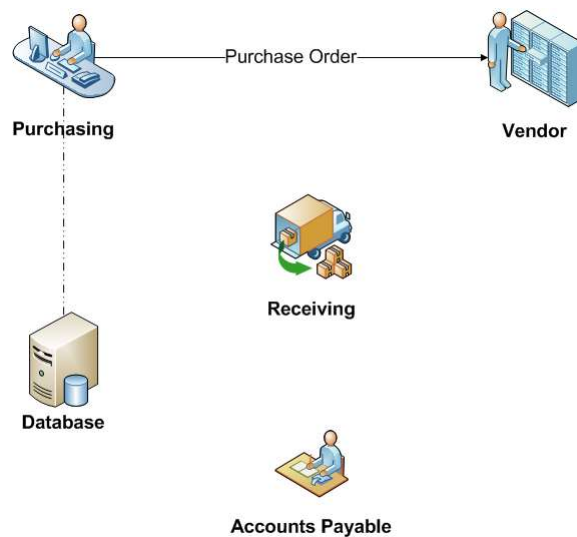 Purchase Order
Purchasing
Vendor
Receiving
Database
Accounts Payable